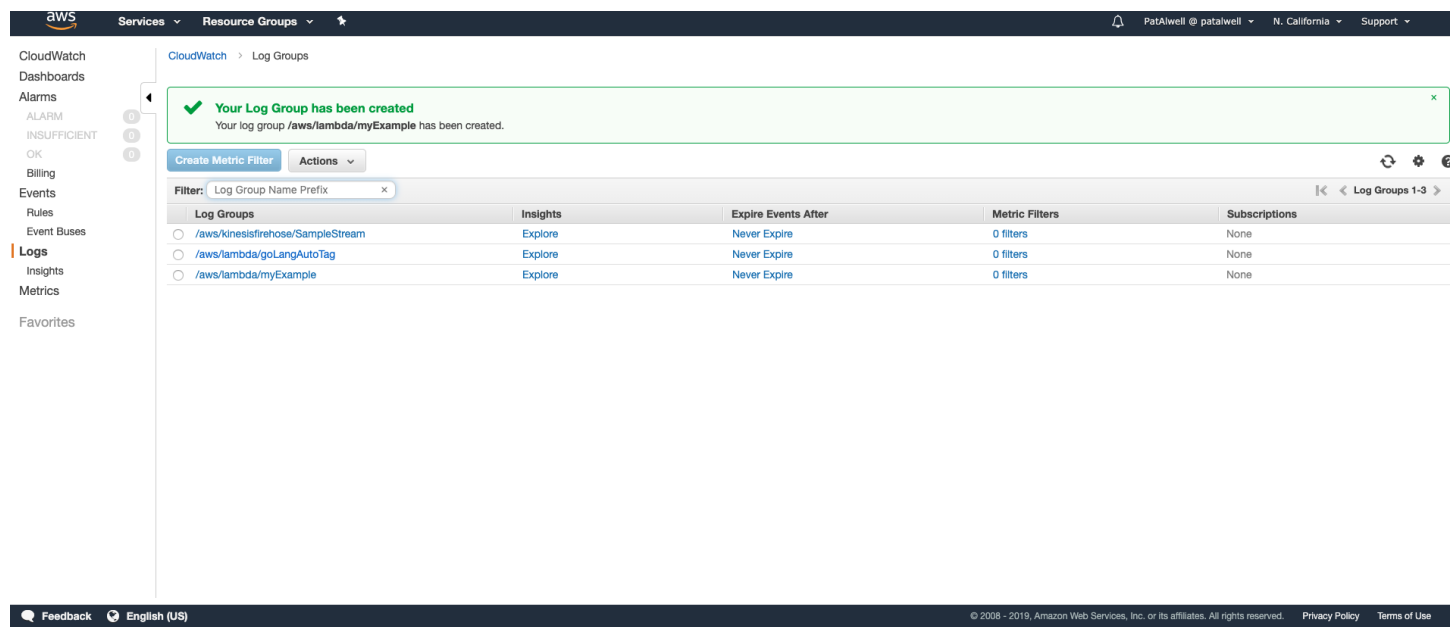 aws Services Resource Groups PatAlwell @ patalwell N. California Support
CloudWatch
Dashboards
Alarms
ALARM 0
INSUFFICIENT 0
OK 0
Billing
Events
Rules
Event Buses
Logs
Insights
Metrics
Favorites
CloudWatch > Log Groups
Your Log Group has been created ×
Your log group /aws/lambda/myExample has been created.
Create Metric Filter Actions
Filter: Log Group Name Prefix × Log Groups 1-3
Log Groups Insights Expire Events After Metric Filters Subscriptions
/aws/kinesisfirehose/SampleStream Explore Never Expire 0 filters None
/aws/lambda/goLangAutoTag Explore Never Expire 0 filters None
/aws/lambda/myExample Explore Never Expire 0 filters None
Feedback English (US) © 2008 - 2019, Amazon Web Services, Inc. or its affiliates. All rights reserved. Privacy Policy Terms of Use